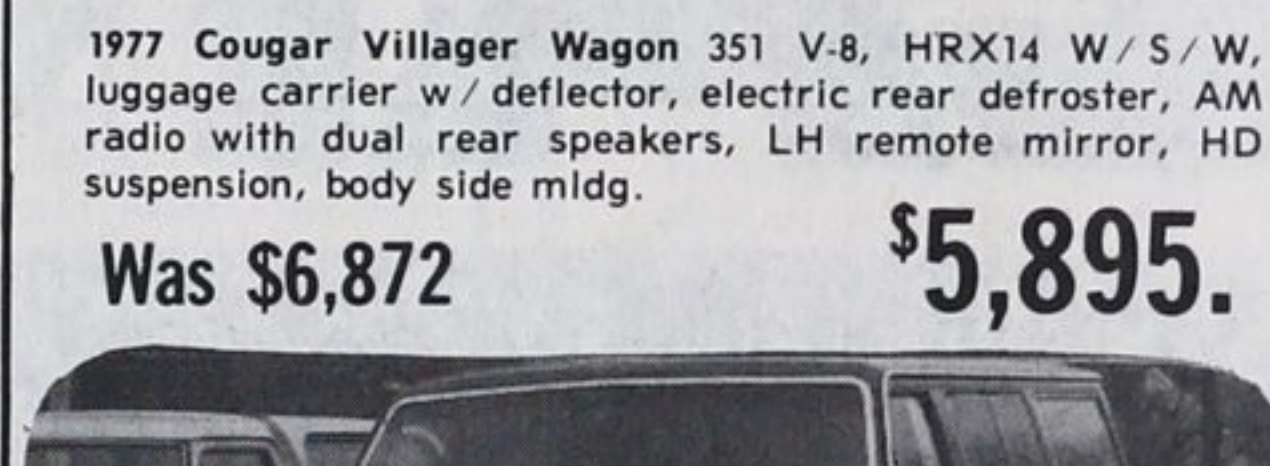 1977 Cougar Villager Wagon 351 V-8, HRX14 W/S/W,
luggage carrier w/deflector, electric rear defroster, AM
radio with dual rear speakers, LH remote mirror, HD
suspension, body side mldg.
Was $6,872 $5,895.